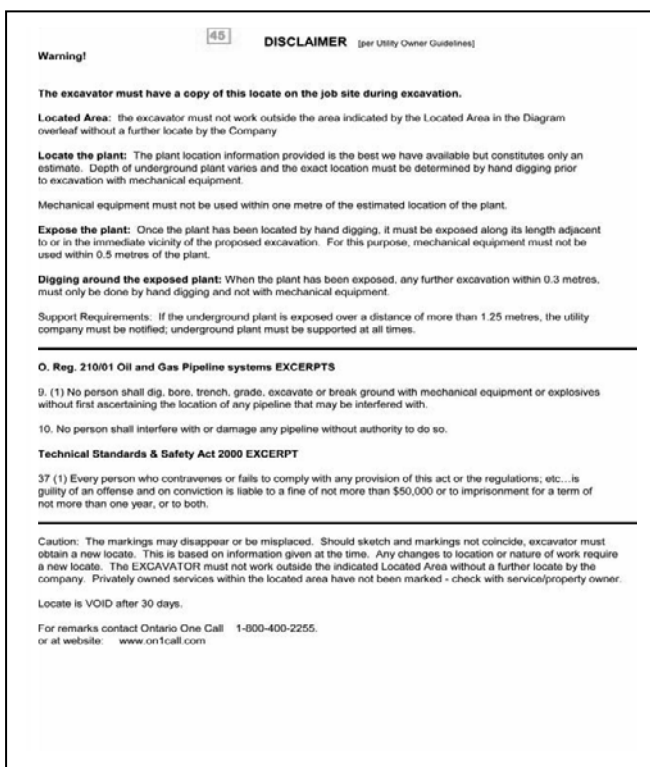 45
DISCLAIMER [per Utility Owner Guidelines]
Warning!
The excavator must have a copy of this locate on the job site during excavation.
Located Area: the excavator must not work outside the area indicated by the Located Area in the Diagram
overleaf without a further locate by the Company
Locate the plant: The plant location information provided is the best we have available but constitutes only an
estimate. Depth of underground plant varies and the exact location must be determined by hand digging prior
to excavation with mechanical equipment.
Mechanical equipment must not be used within one metre of the estimated location of the plant.
Expose the plant: Once the plant has been located by hand digging, it must be exposed along its length adjacent
to or in the immediate vicinity of the proposed excavation. For this purpose, mechanical equipment must not be
used within 0.5 metres of the plant.
Digging around the exposed plant: When the plant has been exposed, any further excavation within 0.3 metres,
must only be done by hand digging and not with mechanical equipment.
Support Requirements: If the underground plant is exposed over a distance of more than 1.25 metres, the utility
company must be notified; underground plant must be supported at all times.
O. Reg. 210/01 Oil and Gas Pipeline systems EXCERPTS
9. (1) No person shall dig, bore, trench, grade, excavate or break ground with mechanical equipment or explosives
without first ascertaining the location of any pipeline that may be interfered with.
10. No person shall interfere with or damage any pipeline without authority to do so.
Technical Standards & Safety Act 2000 EXCERPT
37 (1) Every person who contravenes or fails to comply with any provision of this act or the regulations; etc...is
guility of an offense and on conviction is liable to a fine of not more than $50,000 or to imprisonment for a term of
not more than one year, or to both.
Caution: The markings may disappear or be misplaced. Should sketch and markings not coincide, excavator must
obtain a new locate. This is based on information given at the time. Any changes to location or nature of work require
a new locate. The EXCAVATOR must not work outside the indicated Located Area without a further locate by the
company. Privately owned services within the located area have not been marked - check with service/property owner.
Locate is VOID after 30 days.
For remarks contact Ontario One Call 1-800-400-2255.
or at website: www.on1call.com